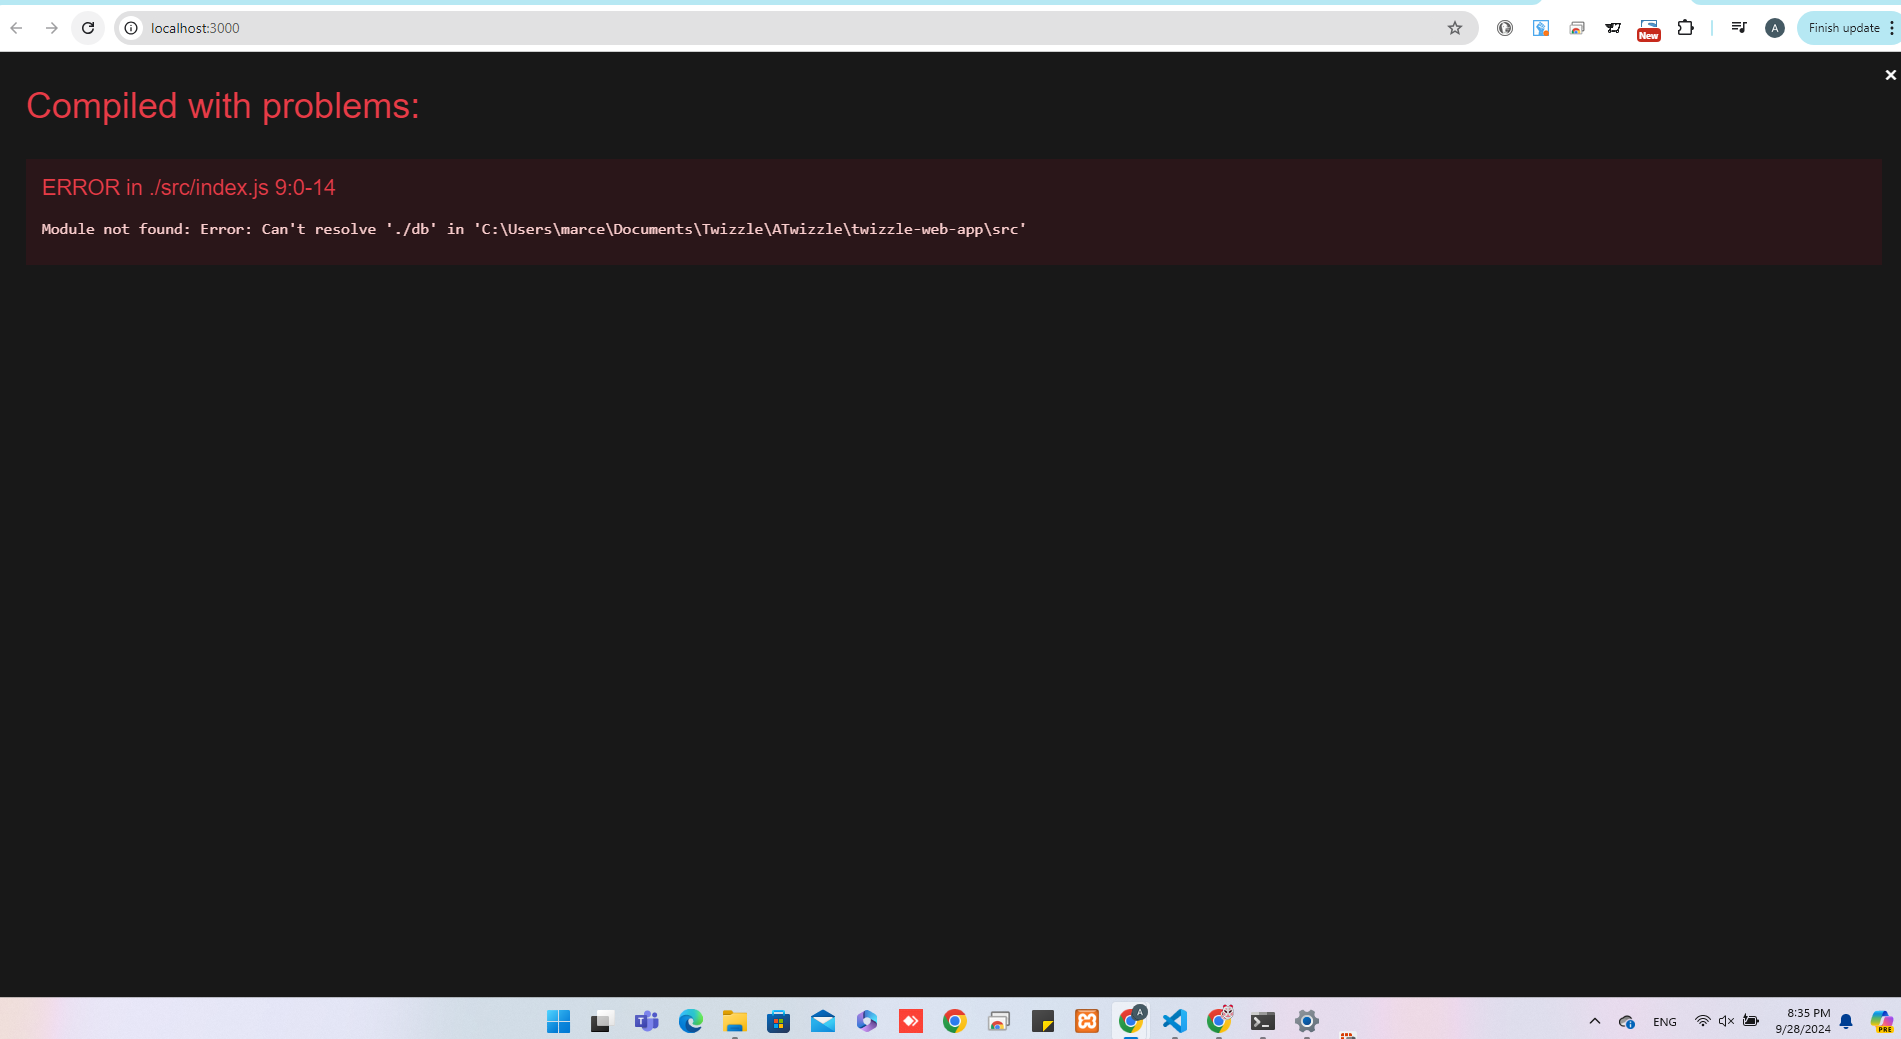 localhost:3000
New
A
Finish update
Compiled with problems:
ERROR in ./src/index.js 9:0-14
Module not found: Error: Can't resolve './db' in 'C:\Users\marce\Documents\Twizzle\ATwizzle\twizzle-web-app\src'
A
ENG
8:35 PM
9/28/2024
PRE